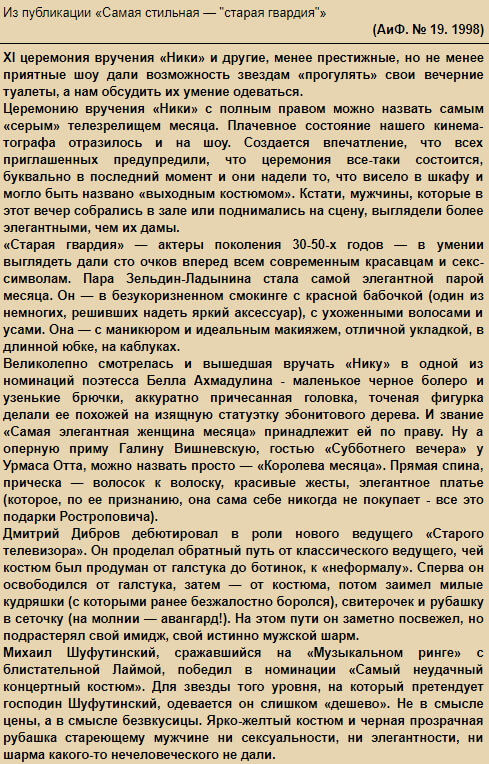 Из публикации «Самая стильная — "старая гвардия"»
(АиФ. № 19. 1998)
XI церемония вручения «Ники» и другие, менее престижные, но не менее
приятные шоу дали возможность звездам «прогулять» свои вечерние
туалеты, а нам обсудить их умение одеваться.
Церемонию вручения «Ники» с полным правом можно назвать самым
«серым» телезрелищем месяца. Плачевное состояние нашего кинема-
тографа отразилось и на шоу. Создается впечатление, что всех
приглашенных предупредили, что церемония все-таки состоится,
буквально в последний момент и они надели то, что висело в шкафу и
могло быть названо «выходным костюмом». Кстати, мужчины, которые в
этот вечер собрались в зале или поднимались на сцену, выглядели более
элегантными, чем их дамы.
«Старая гвардия» — актеры поколения 30-50-х годов — в умении
выглядеть дали сто очков вперед всем современным красавцам и секс-
символам. Пара Зельдин-Ладынина стала самой элегантной парой
месяца. Он — в безукоризненном смокинге с красной бабочкой (один из
немногих, решивших надеть яркий аксессуар), с ухоженными волосами и
усами. Она — с маникюром и идеальным макияжем, отличной укладкой, в
длинной юбке, на каблуках.
Великолепно смотрелась и вышедшая вручать «Нику» в одной из
номинаций поэтесса Белла Ахмадулина - маленькое черное болеро и
узенькие брючки, аккуратно причесанная головка, точеная фигурка
делали ее похожей на изящную статуэтку эбонитового дерева. И звание
«Самая элегантная женщина месяца» принадлежит ей по праву. Ну а
оперную приму Галину Вишневскую, гостью «Субботнего вечера» у
Урмаса Отта, можно назвать просто — «Королева месяца». Прямая спина,
прическа — волосок к волоску, красивые жесты, элегантное платье
(которое, по ее признанию, она сама себе никогда не покупает - все это
подарки Ростроповича).
Дмитрий Дибров дебютировал в роли нового ведущего «Старого
телевизора». Он проделал обратный путь от классического ведущего, чей
костюм был продуман от галстука до ботинок, к «неформалу». Сперва он
освободился от галстука, затем — от костюма, потом заимел милые
кудряшки (с которыми ранее безжалостно боролся), свитерочек и рубашку
в сеточку (на молнии — авангард!). На этом пути он заметно посвежел, но
подрастерял свой имидж, свой истинно мужской шарм.
Михаил Шуфутинский, сражавшийся на «Музыкальном ринге» с
блистательной Лаймой, победил в номинации «Самый неудачный
концертный костюм». Для звезды того уровня, на который претендует
господин Шуфутинский, одевается он слишком «дешево». Не в смысле
цены, а в смысле безвкусицы. Ярко-желтый костюм и черная прозрачная
рубашка стареющему мужчине ни сексуальности, ни элегантности, ни
шарма какого-то нечеловеческого не дали.